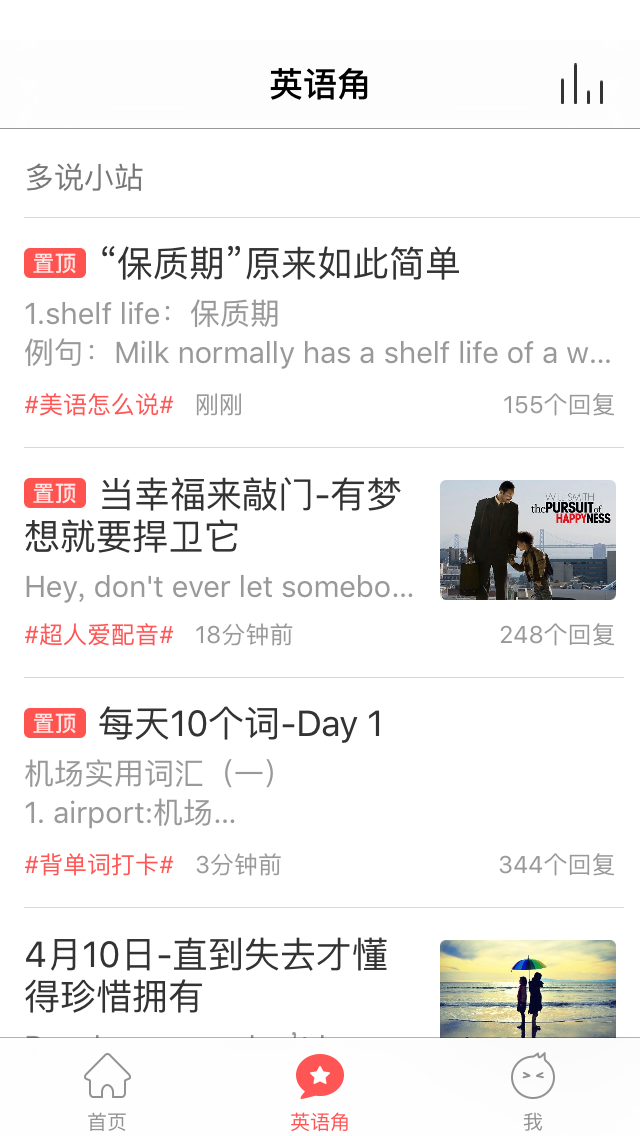 英语角
多说小站
置顶 “保质期”原来如此简单
1.shelf life：保质期
例句：Milk normally has a shelf life of a w...
#美语怎么说# 刚刚 155个回复
置顶 当幸福来敲门-有梦
想就要捍卫它
Hey, don't ever let somebo...
WILL SMITH
the PURSUIT of
HAPPYNESS
#超人爱配音# 18分钟前 248个回复
置顶 每天10个词-Day 1
机场实用词汇（一）
1. airport:机场...
#背单词打卡# 3分钟前 344个回复
4月10日-直到失去才懂
得珍惜拥有
首页 英语角 我